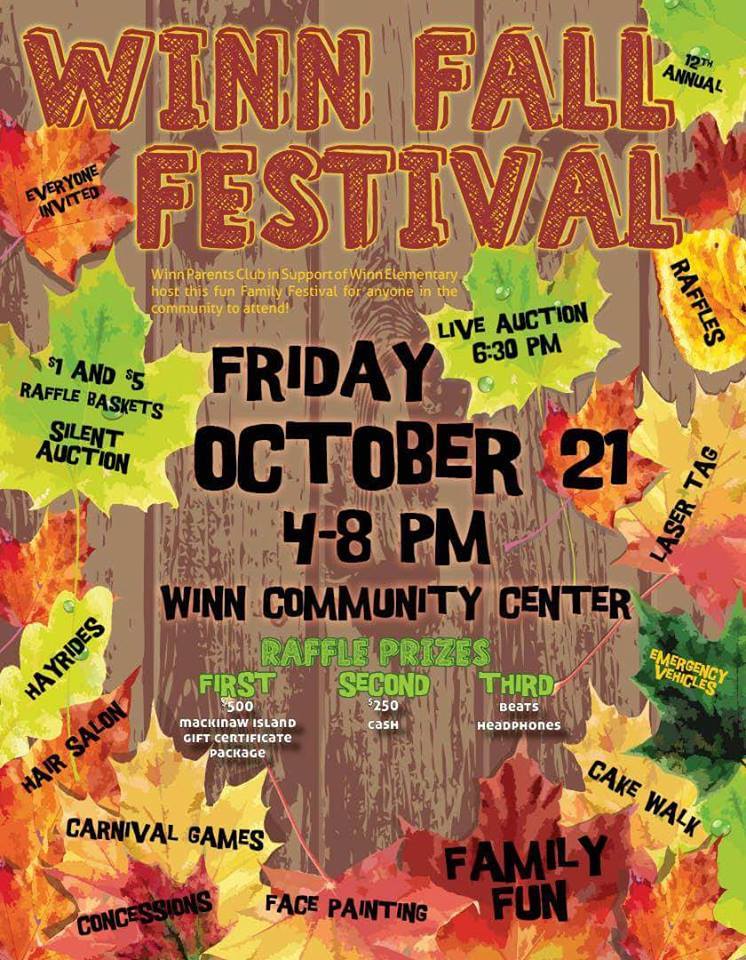 WINN FALL
FESTIVAL
12TH
ANNUAL
EVERYONE
INVITED
Winn Parents Club in Support of Winn Elementary
host this fun Family Festival for anyone in the
community to attend!
RAFFLES
LIVE AUCTION
6:30 PM
$1 AND $5
RAFFLE BASKETS
SILENT
AUCTION
FRIDAY
OCTOBER 21
4-8 PM
WINN COMMUNITY CENTER
LASER TAG
HAYRIDES
RAFFLE PRIZES
FIRST
$500
MACKINAW ISLAND
GIFT CERTIFICATE
PACKAGE
SECOND
$250
CASH
THIRD
BEATS
HEADPHONES
EMERGENCY
VEHICLES
HAIR SALON
CAKE WALK
CARNIVAL GAMES
FAMILY
FUN
CONCESSIONS
FACE PAINTING